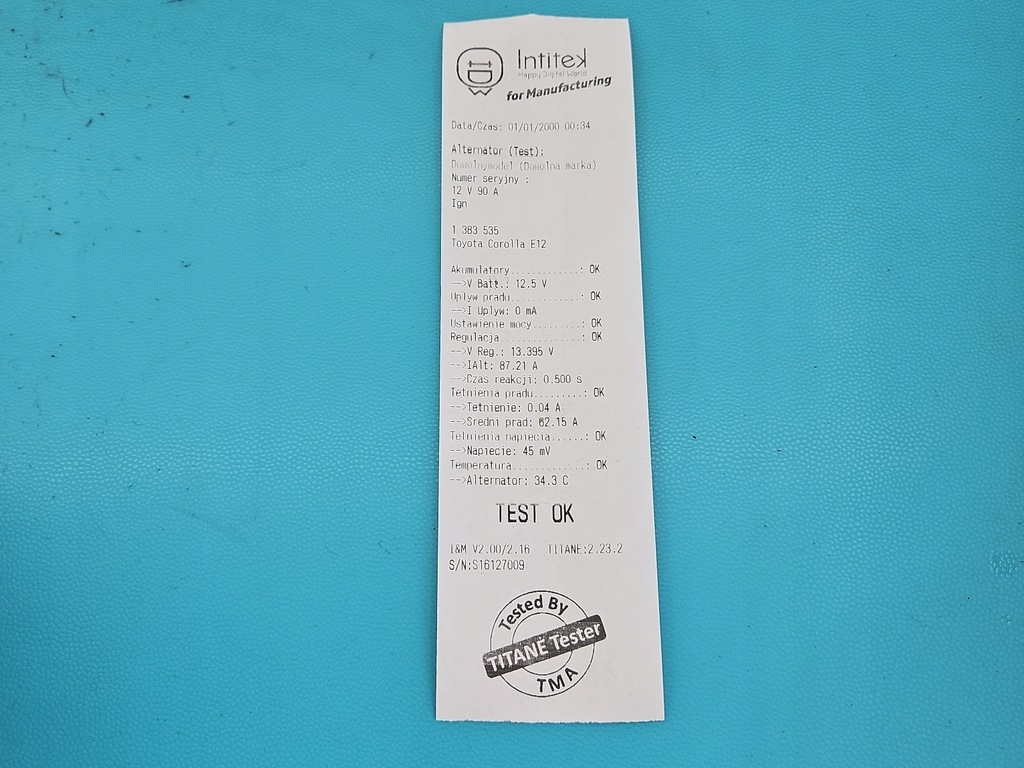 Intitek
Happy Digital World
for Manufacturing
Data/Czas: 01/01/2000 00:34
Alternator (Test):
Dowolnymodel (Dowolna marka)
Numer seryjny :
12 V 90 A
Ign
1 383 535
Toyota Corolla E12
Akumulatory.............: OK
-->V Batt.: 12.5 V
Uplyw pradu.............: OK
-->I Uplyw: 0 mA
Ustawienie mocy.........: OK
Regulacja...............: OK
-->V Reg.: 13.395 V
-->IAlt: 87.21 A
-->Czas reakcji: 0.500 s
Tetnienia pradu.........: OK
-->Tetnienie: 0.04 A
-->Sredni prad: 62.15 A
Tetnienia napiecia......: OK
-->Napiecie: 45 mV
Temperatura.............: OK
-->Alternator: 34.3 C
TEST OK
T&M V2.00/2.16 TITANE:2.23.2
S/N:S16127009
Tested By
TITANE Tester
TMA